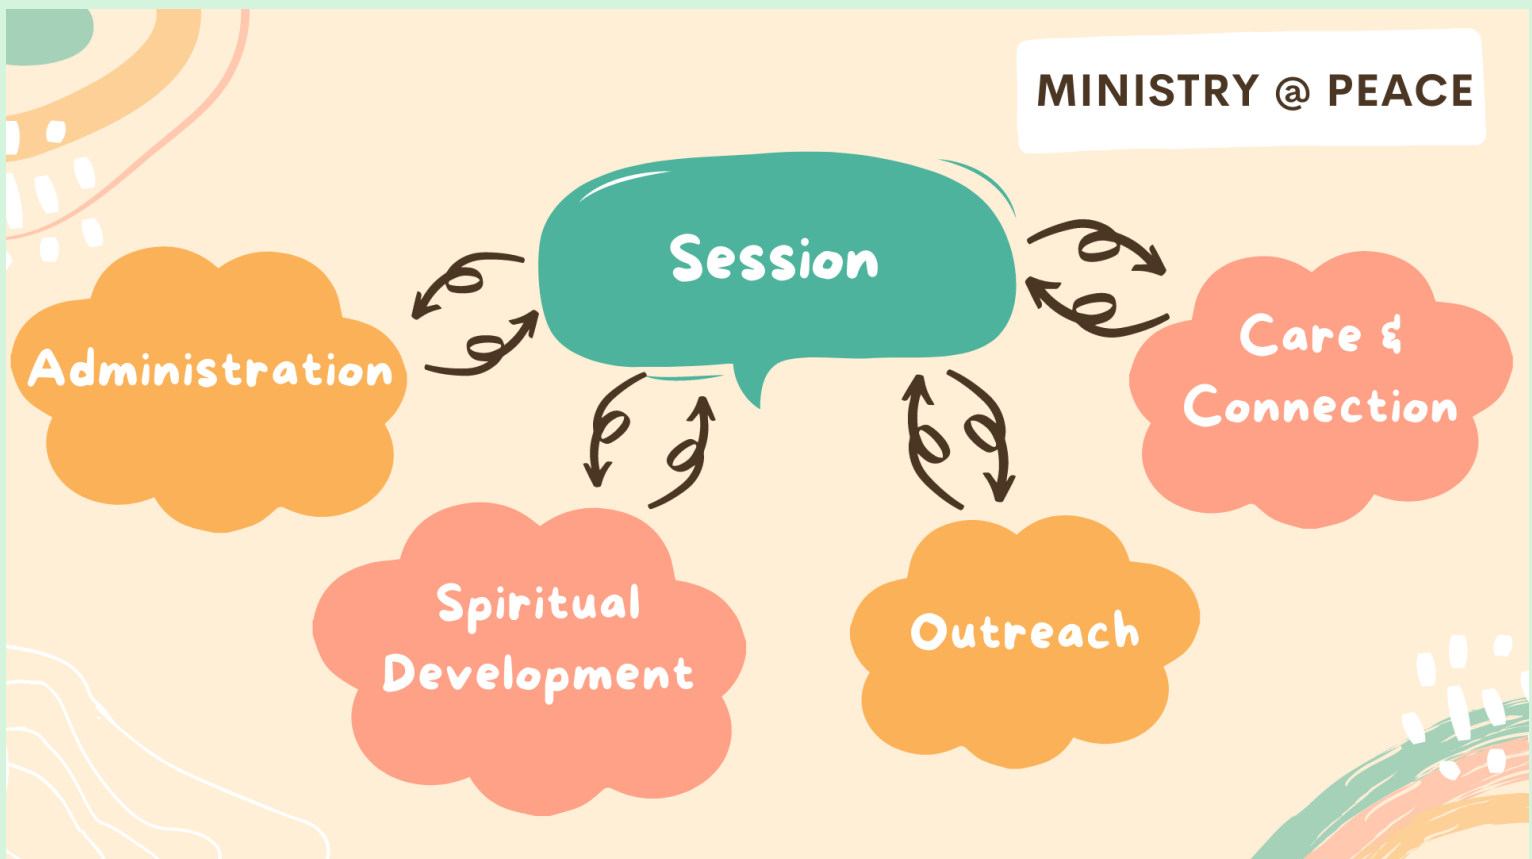 MINISTRY @ PEACE
Session
Administration
Care &
Connection
Spiritual
Development
Outreach